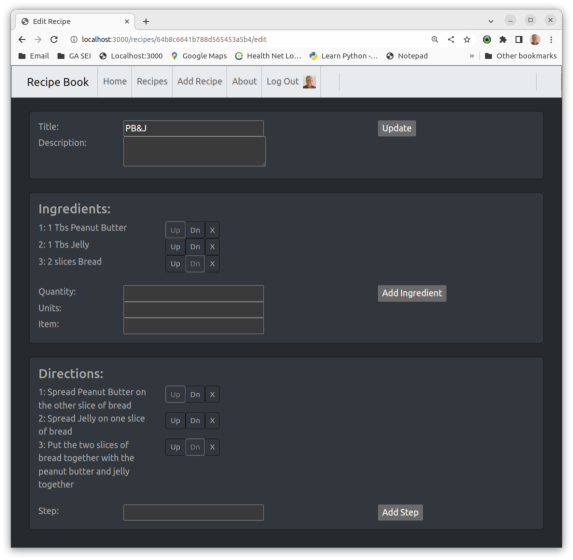 Edit Recipe
localhost:3000/recipes/64b8c6641b788d565453a5b4/edit
Email GA SEI Localhost:3000 Google Maps Health Net Lo... Learn Python -... Notepad » Other bookmarks
Recipe Book Home Recipes Add Recipe About Log Out
Title: PB&J Update
Description:
Ingredients:
1: 1 Tbs Peanut Butter Up Dn X
2: 1 Tbs Jelly Up Dn X
3: 2 slices Bread Up Dn X
Quantity: Add Ingredient
Units:
Item:
Directions:
1: Spread Peanut Butter on Up Dn X
the other slice of bread
2: Spread Jelly on one slice Up Dn X
of bread
3: Put the two slices of Up Dn X
bread together with the
peanut butter and jelly
together
Step: Add Step